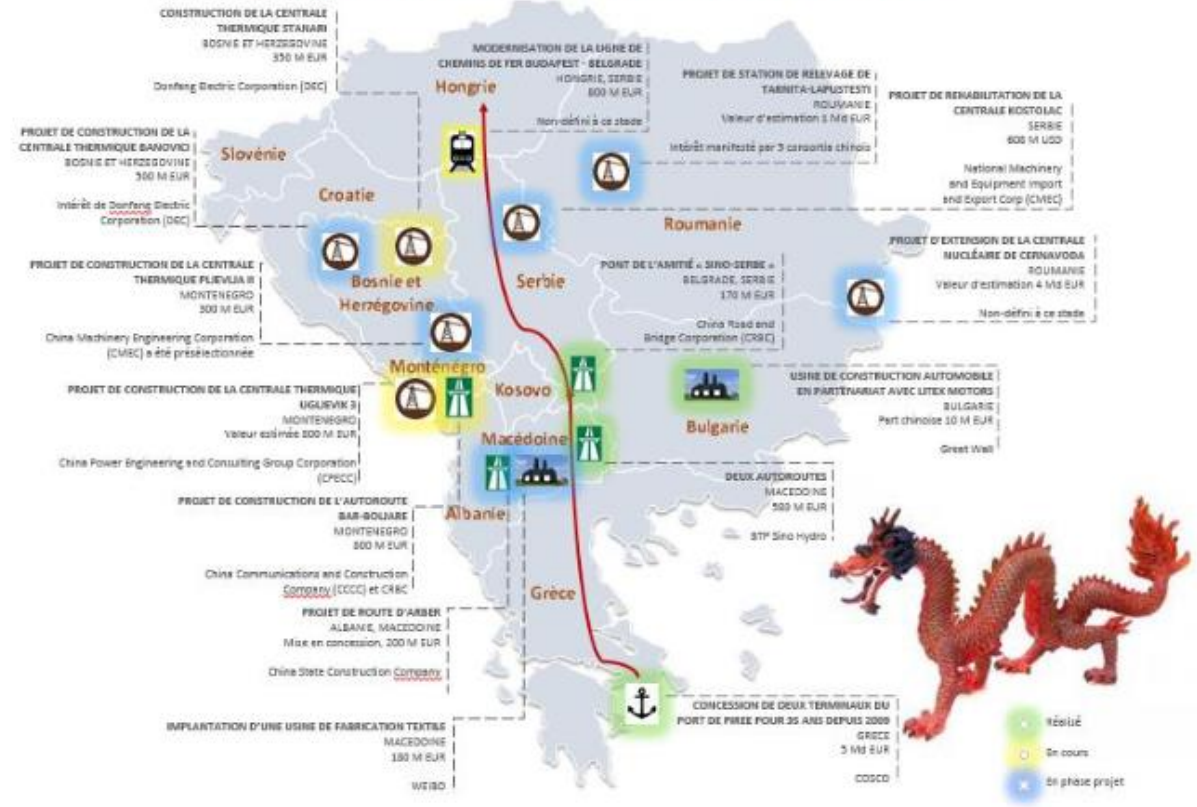 CONSTRUCTION DE LA CENTRALE
THERMIQUE STANARI
BOSNIE ET HERZEGOVINE
350 M EUR
Donfang Electric Corporation (DEC)
MODERNISATION DE LA LIGNE DE
CHEMINS DE FER BUDAPEST - BELGRADE
HONGRIE, SERBIE
800 M EUR
Non-défini à ce stade
PROJET DE STATION DE RELEVAGE DE
TARNITA-LAPUSTESTI
ROUMANIE
Valeur d'estimation 1 Md EUR
Intérêt manifesté par 3 consortia chinois
PROJET DE REHABILITATION DE LA
CENTRALE KOSTOLAC
SERBIE
608 M USD
National Machinery
and Equipment Import
and Export Corp (CMEC)
PROJET DE CONSTRUCTION DE LA
CENTRALE THERMIQUE BANOVICI
BOSNIE ET HERZEGOVINE
300 M EUR
Intérêt de Donfang Electric
Corporation (DEC)
Hongrie
Slovénie
Croatie
Roumanie
Bosnie et
Herzégovine
Serbie
PROJET D'EXTENSION DE LA CENTRALE
NUCLÉAIRE DE CERNAVODA
ROUMANIE
Valeur d'estimation 4 Md EUR
Non-défini à ce stade
PROJET DE CONSTRUCTION DE LA CENTRALE
THERMIQUE PLJEVLJA II
MONTENEGRO
300 M EUR
China Machinery Engineering Corporation
(CMEC) a été présélectionnée
PONT DE L'AMITIÉ « SINO-SERBE »
BELGRADE, SERBIE
170 M EUR
China Road and
Bridge Corporation (CRBC)
Monténégro
Kosovo
Macédoine
Bulgarie
Albanie
Grèce
PROJET DE CONSTRUCTION DE LA CENTRALE THERMIQUE
UGLJEVIK 3
MONTENEGRO
Valeur estimée 800 M EUR
China Power Engineering and Consulting Group Corporation
(CPECC)
USINE DE CONSTRUCTION AUTOMOBILE
EN PARTENARIAT AVEC LITEX MOTORS
BULGARIE
Part chinoise 10 M EUR
Great Wall
DEUX AUTOROUTES
MACEDOINE
580 M EUR
BTP Sino Hydro
PROJET DE CONSTRUCTION DE L'AUTOROUTE
BAR-BOLJARE
MONTENEGRO
800 M EUR
China Communications and Construction
Company (CCCC) et CRBC
PROJET DE ROUTE D'ARBER
ALBANIE, MACEDOINE
Mise en concession, 200 M EUR
China State Construction Company
IMPLANTATION D'UNE USINE DE FABRICATION TEXTILE
MACEDOINE
180 M EUR
WEIBO
CONCESSION DE DEUX TERMINAUX DU
PORT DE PIREE POUR 35 ANS DEPUIS 2009
GRECE
5 Md EUR
COSCO
Réalisé
En cours
En phase projet